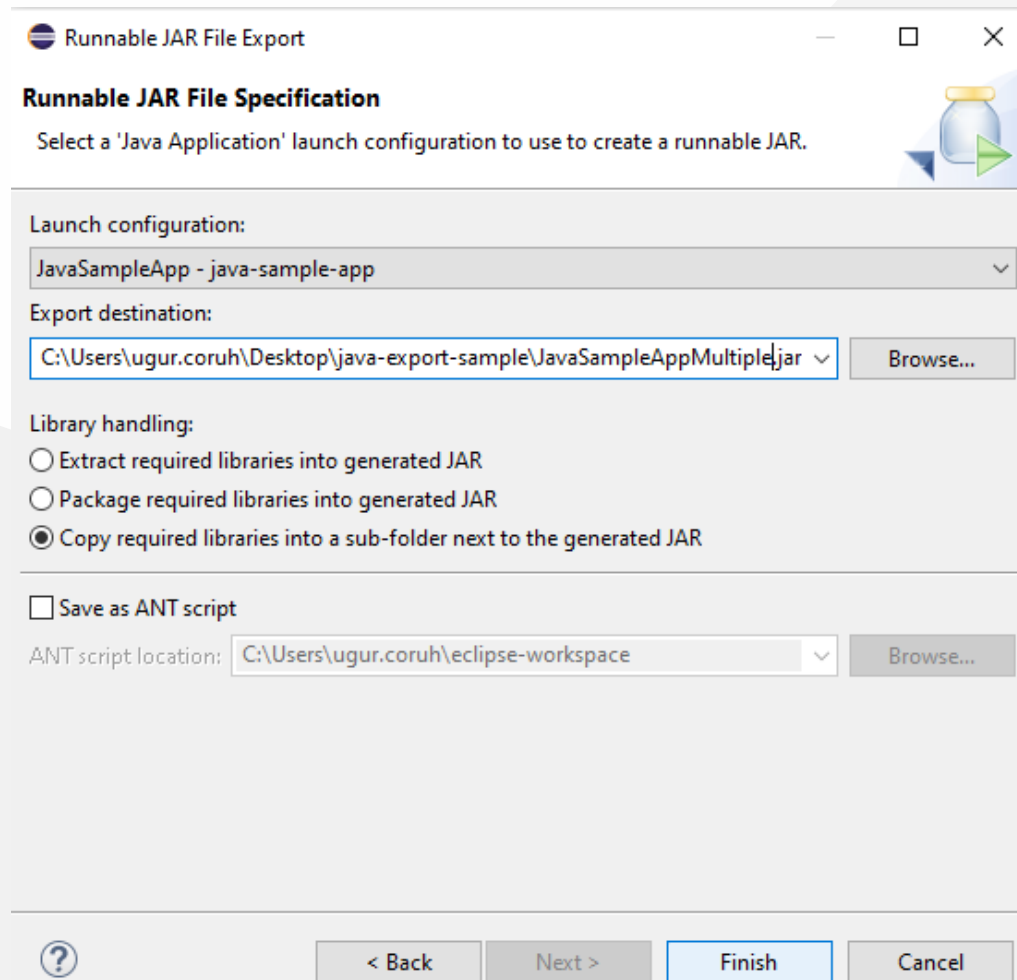 Runnable JAR File Export
Runnable JAR File Specification
Select a 'Java Application' launch configuration to use to create a runnable JAR.
Launch configuration:
JavaSampleApp - java-sample-app
Export destination:
C:\Users\ugur.coruh\Desktop\java-export-sample\JavaSampleAppMultiple.jar
Browse...
Library handling:
Extract required libraries into generated JAR
Package required libraries into generated JAR
Copy required libraries into a sub-folder next to the generated JAR
Save as ANT script
ANT script location: C:\Users\ugur.coruh\eclipse-workspace Browse...
? < Back Next > Finish Cancel